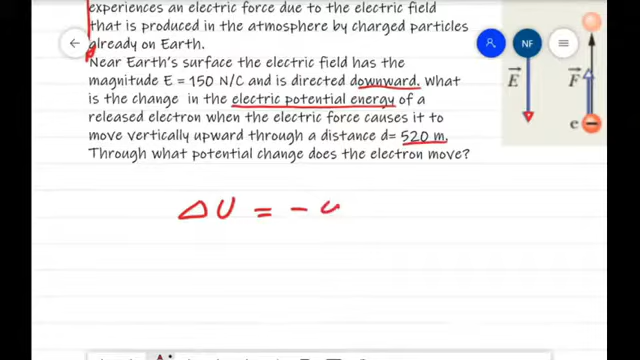 experiences an electric force due to the electric field
that is produced in the atmosphere by charged particles
already on Earth.
Near Earth's surface the electric field has the
magnitude E = 150 N/C and is directed downward. What
is the change in the electric potential energy of a
released electron when the electric force causes it to
move vertically upward through a distance d= 520 m.
Through what potential change does the electron move?
NF
E
F
e
ΔU = -